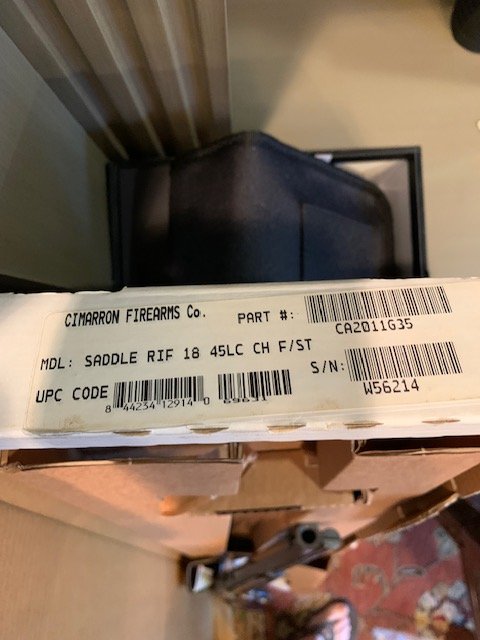 CIMARRON FIREARMS Co.
PART #:
CA2011G35
MDL: SADDLE RIF 18 45LC CH F/ST
S/N:
W56214
UPC CODE
8 44234 12914 0